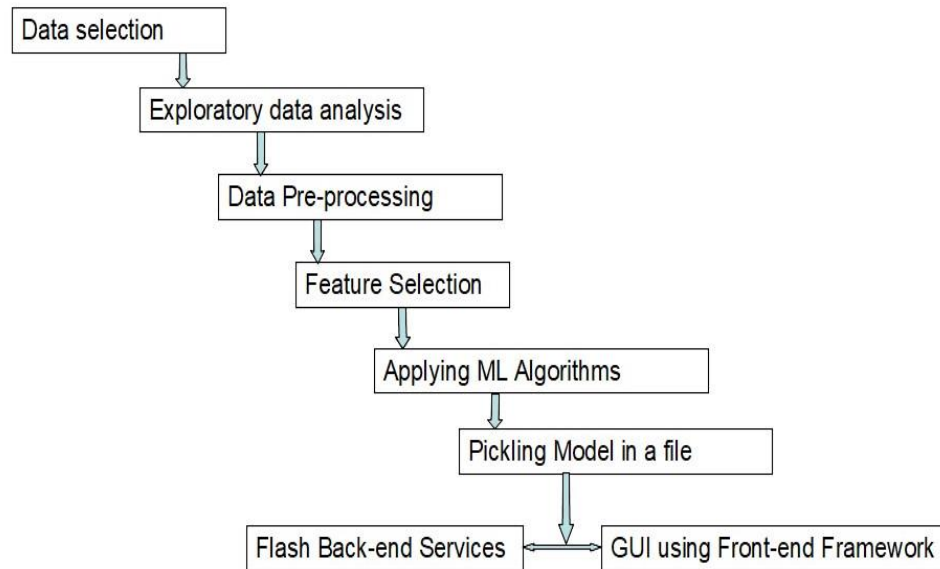 Data selection
Exploratory data analysis
Data Pre-processing
Feature Selection
Applying ML Algorithms
Pickling Model in a file
Flash Back-end Services
GUI using Front-end Framework